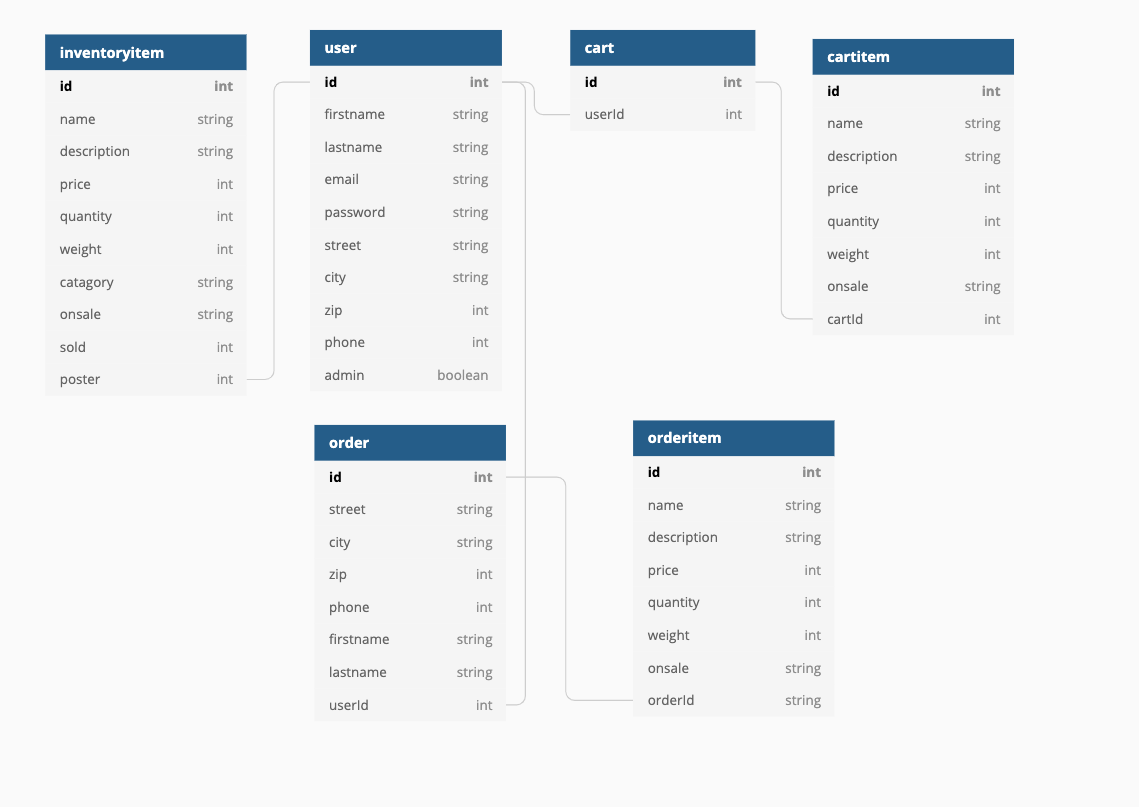 inventoryitem
id int
name string
description string
price int
quantity int
weight int
catagory string
onsale string
sold int
poster int
user
id int
firstname string
lastname string
email string
password string
street string
city string
zip int
phone int
admin boolean
cart
id int
userId int
cartitem
id int
name string
description string
price int
quantity int
weight int
onsale string
cartId int
order
id int
street string
city string
zip int
phone int
firstname string
lastname string
userId int
orderitem
id int
name string
description string
price int
quantity int
weight int
onsale string
orderId string